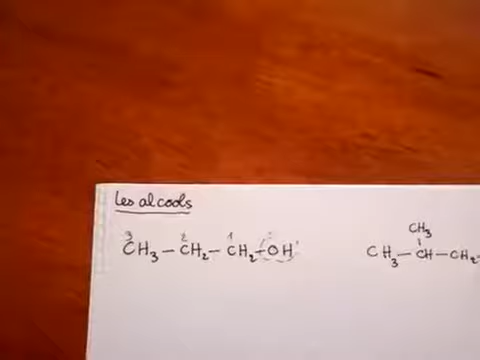 Les alcools
3 2 1
CH₃ – CH₂ – CH₂ – OH
CH₃
CH₃ – CH – CH₂ –